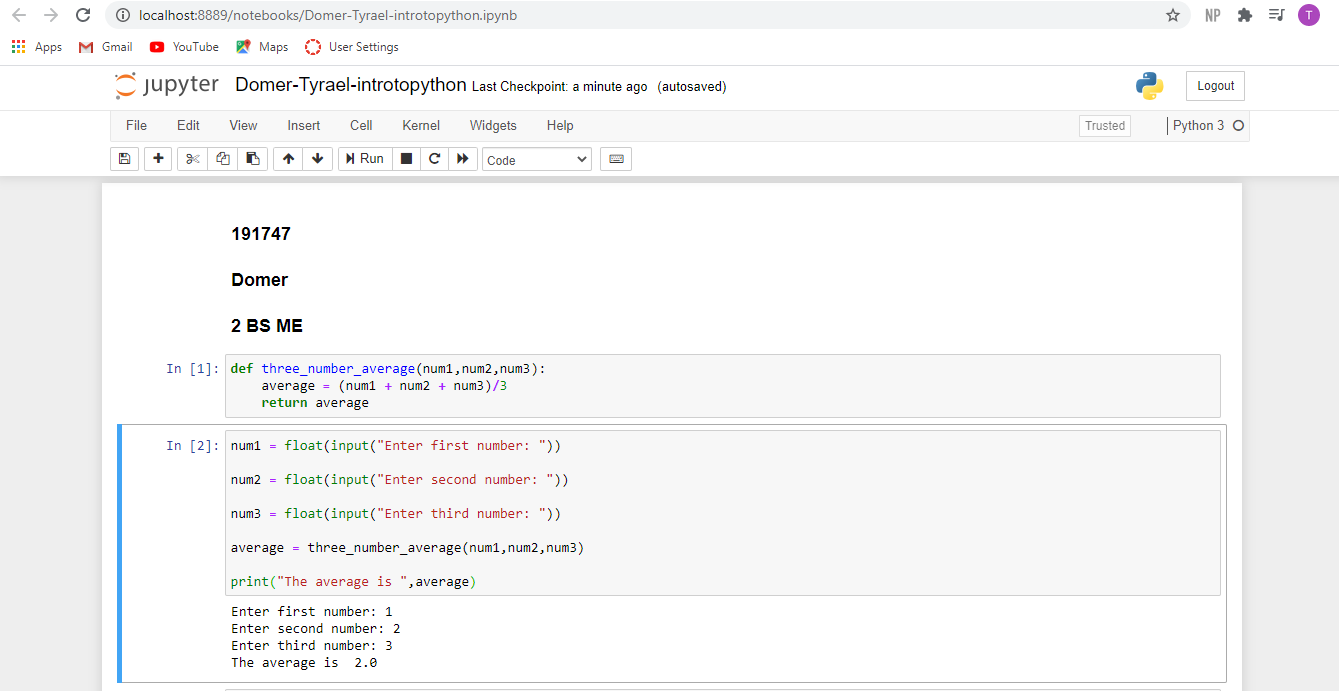 localhost:8889/notebooks/Domer-Tyrael-introtopython.ipynb
NP
T
Apps
Gmail
YouTube
Maps
User Settings
jupyter
Domer-Tyrael-introtopython Last Checkpoint: a minute ago (autosaved)
Logout
File Edit View Insert Cell Kernel Widgets Help
Trusted
Python 3
Run
Code
191747
Domer
2 BS ME
In [1]:
def three_number_average(num1,num2,num3):
    average = (num1 + num2 + num3)/3
    return average
In [2]:
num1 = float(input("Enter first number: "))
num2 = float(input("Enter second number: "))
num3 = float(input("Enter third number: "))
average = three_number_average(num1,num2,num3)
print("The average is ",average)
Enter first number: 1
Enter second number: 2
Enter third number: 3
The average is  2.0